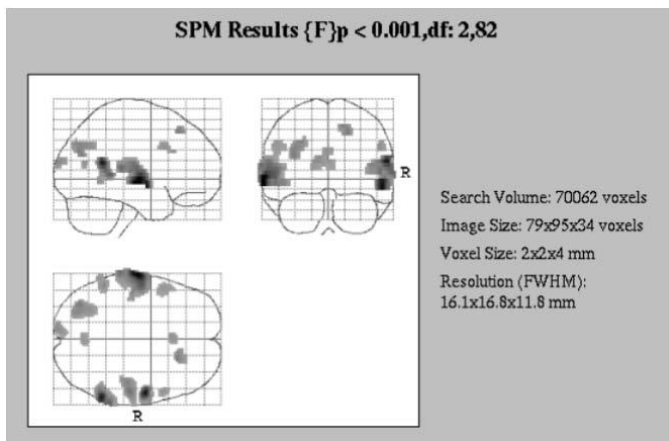 SPM Results {F}p < 0.001,df: 2,82
R
Search Volume: 70062 voxels
Image Size: 79x95x34 voxels
Voxel Size: 2x2x4 mm
Resolution (FWHM):
16.1x16.8x11.8 mm
R